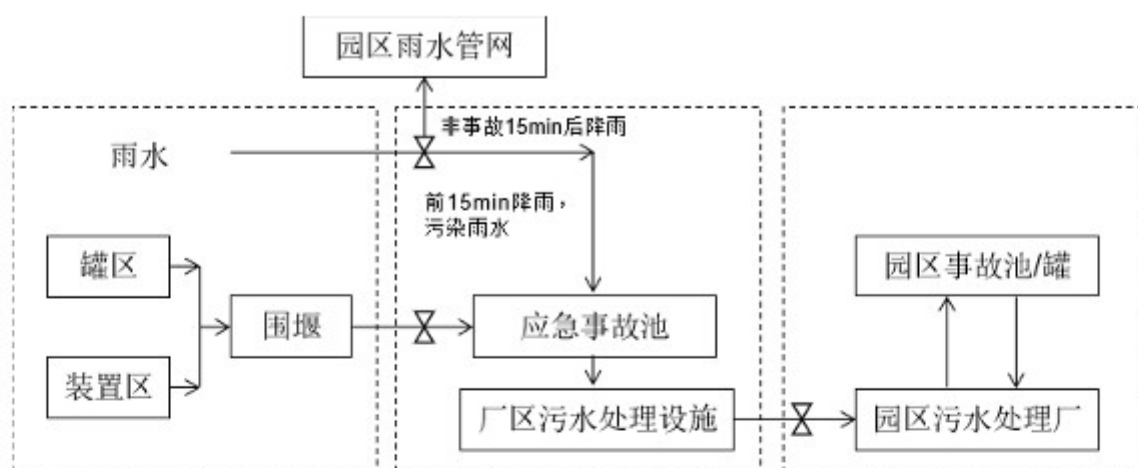 园区雨水管网
非事故15min后降雨
雨水
前15min降雨，
污染雨水
罐区
园区事故池/罐
围堰
应急事故池
装置区
厂区污水处理设施
园区污水处理厂